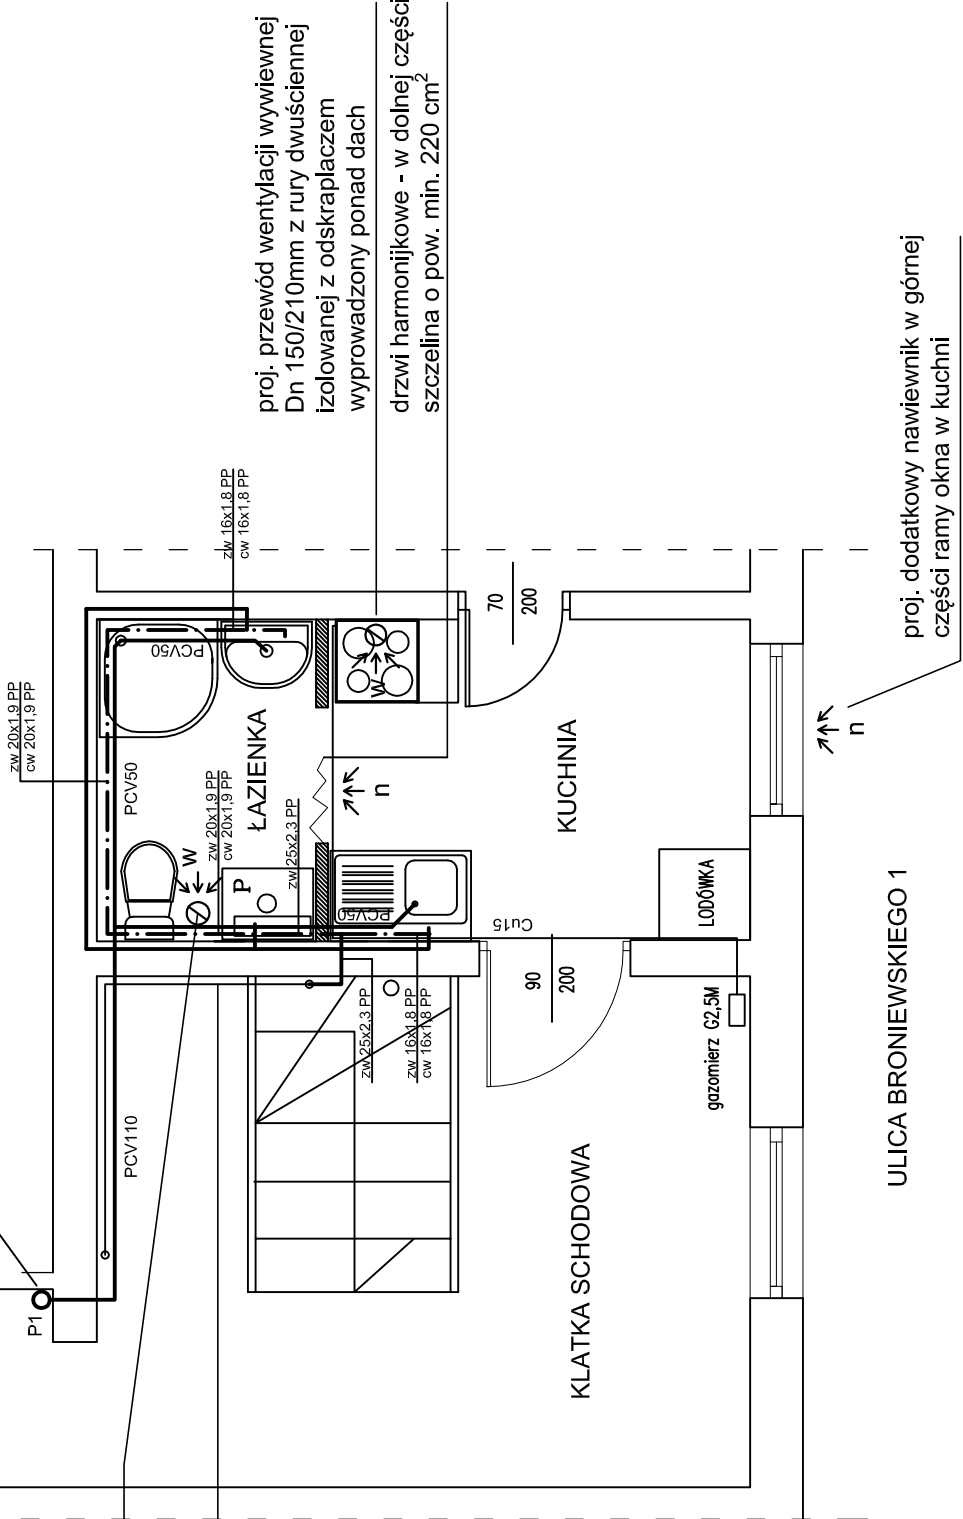 proj. przewód wentylacji wywiewnej
Dn 150/210mm z rury dwuściennej
izolowanej z odskraplaczem
wyprowadzony ponad dach
drzwi harmonijkowe - w dolnej części
szczelina o pow. min. 220 cm²
proj. dodatkowy nawiewnik w górnej
części ramy okna w kuchni
zw 16x1,8 PP
cw 16x1,8 PP
zw 20x1,9 PP
cw 20x1,9 PP
PCV50
PCV50
ŁAZIENKA
zw 20x1,9 PP
cw 20x1,9 PP
zw 25x2,3 PP
W
P
W
n
70
200
KUCHNIA
n
PCV50
Cu15
LODÓWKA
90
200
zw 25x2,3 PP
zw 16x1,8 PP
cw 16x1,8 PP
gazomierz G2,5M
PCV110
P1
KLATKA SCHODOWA
ULICA BRONIEWSKIEGO 1